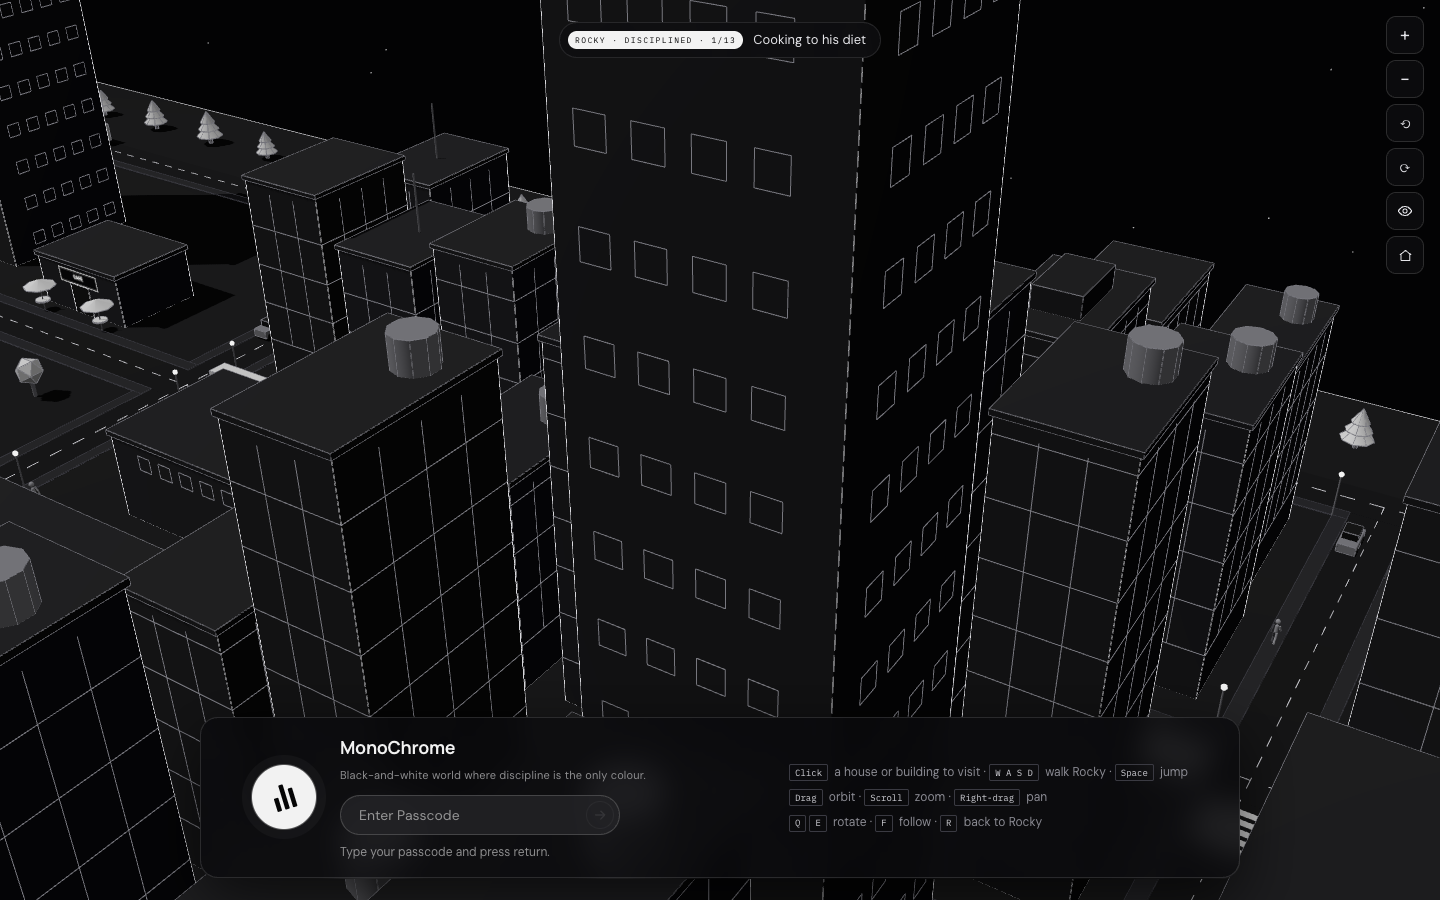 ROCKY · DISCIPLINED · 1/13 Cooking to his diet
MonoChrome
Black-and-white world where discipline is the only colour.
Enter Passcode
Type your passcode and press return.
Click a house or building to visit · W A S D walk Rocky · Space jump
Drag orbit · Scroll zoom · Right-drag pan
Q E rotate · F follow · R back to Rocky